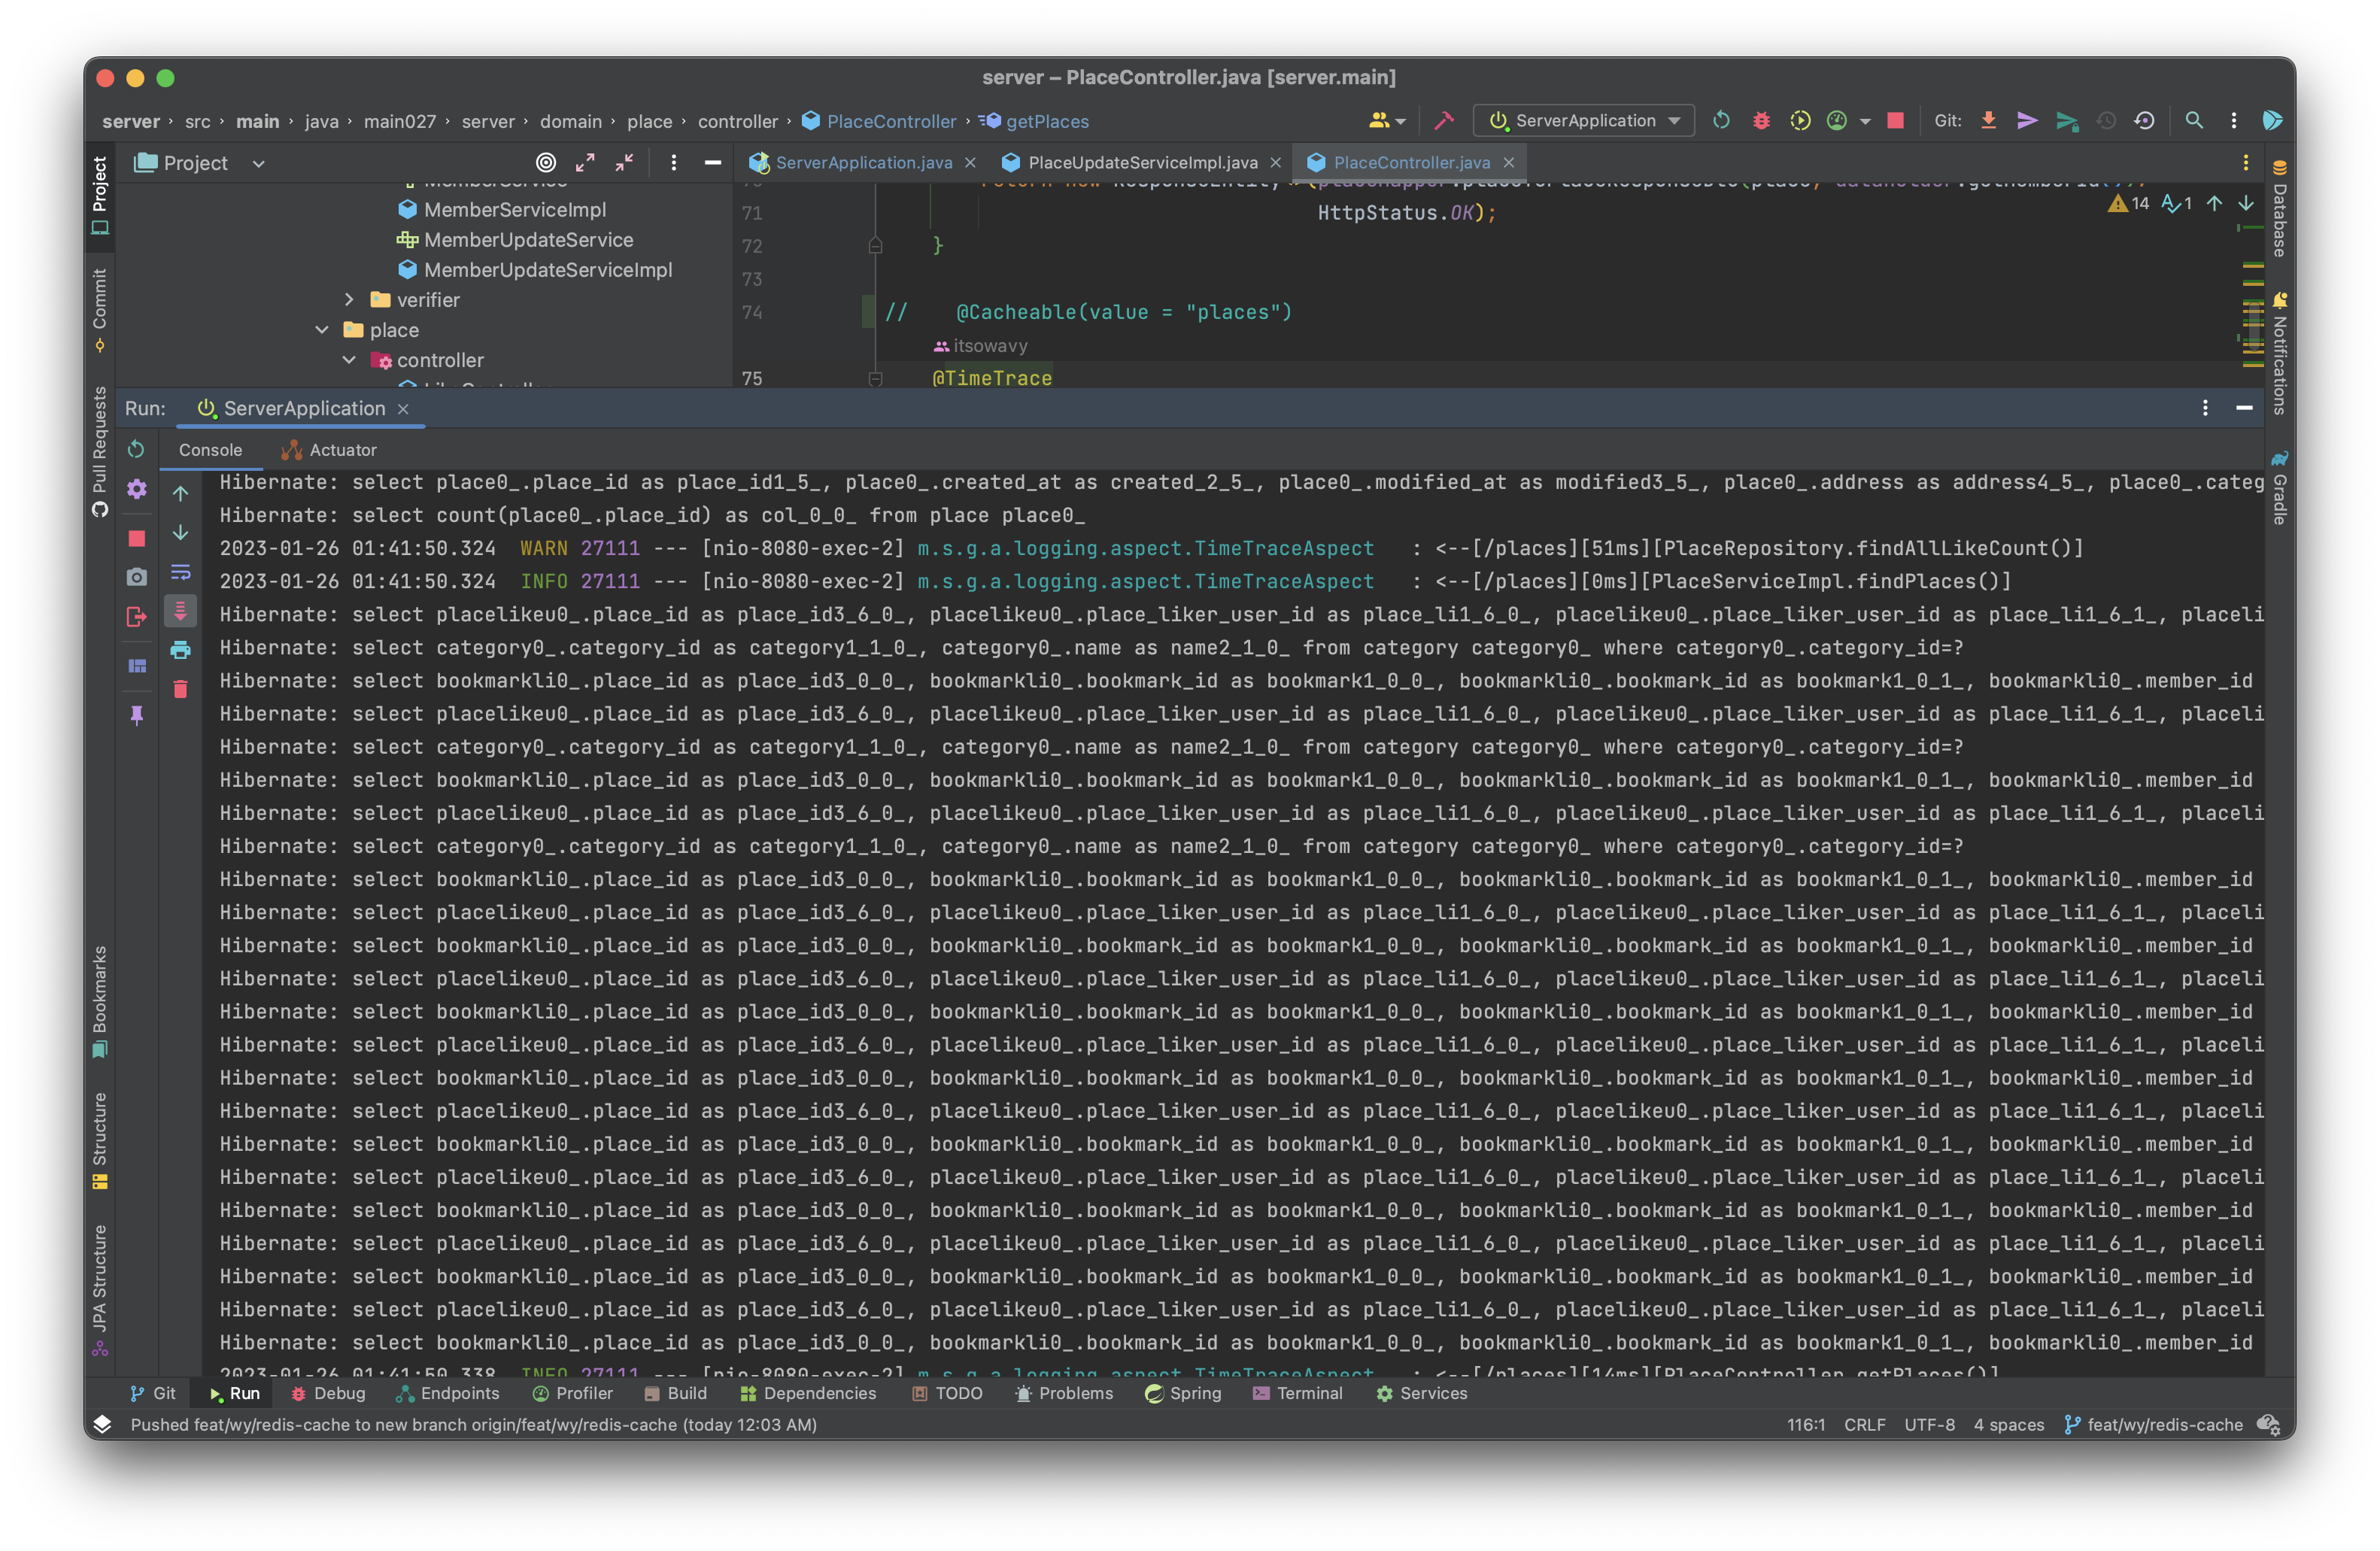 server – PlaceController.java [server.main]
server › src › main › java › main027 › server › domain › place › controller › PlaceController › getPlaces
ServerApplication
Git:
Project
ServerApplication.java
PlaceUpdateServiceImpl.java
PlaceController.java
MemberService
MemberServiceImpl
MemberUpdateService
MemberUpdateServiceImpl
verifier
place
controller
71 HttpStatus.OK);
72 }
73
74 // @Cacheable(value = "places")
itsowavy
75 @TimeTrace
14 1
Project
Commit
Pull Requests
Bookmarks
Structure
JPA Structure
Database
Notifications
Gradle
Run: ServerApplication
Console
Actuator
Hibernate: select place0_.place_id as place_id1_5_, place0_.created_at as created_2_5_, place0_.modified_at as modified3_5_, place0_.address as address4_5_, place0_.categ
Hibernate: select count(place0_.place_id) as col_0_0_ from place place0_
2023-01-26 01:41:50.324 WARN 27111 --- [nio-8080-exec-2] m.s.g.a.logging.aspect.TimeTraceAspect : <--[/places][51ms][PlaceRepository.findAllLikeCount()]
2023-01-26 01:41:50.324 INFO 27111 --- [nio-8080-exec-2] m.s.g.a.logging.aspect.TimeTraceAspect : <--[/places][0ms][PlaceServiceImpl.findPlaces()]
Hibernate: select placelikeu0_.place_id as place_id3_6_0_, placelikeu0_.place_liker_user_id as place_li1_6_0_, placelikeu0_.place_liker_user_id as place_li1_6_1_, placeli
Hibernate: select category0_.category_id as category1_1_0_, category0_.name as name2_1_0_ from category category0_ where category0_.category_id=?
Hibernate: select bookmarkli0_.place_id as place_id3_0_0_, bookmarkli0_.bookmark_id as bookmark1_0_0_, bookmarkli0_.bookmark_id as bookmark1_0_1_, bookmarkli0_.member_id
Hibernate: select placelikeu0_.place_id as place_id3_6_0_, placelikeu0_.place_liker_user_id as place_li1_6_0_, placelikeu0_.place_liker_user_id as place_li1_6_1_, placeli
Hibernate: select category0_.category_id as category1_1_0_, category0_.name as name2_1_0_ from category category0_ where category0_.category_id=?
Hibernate: select bookmarkli0_.place_id as place_id3_0_0_, bookmarkli0_.bookmark_id as bookmark1_0_0_, bookmarkli0_.bookmark_id as bookmark1_0_1_, bookmarkli0_.member_id
Hibernate: select placelikeu0_.place_id as place_id3_6_0_, placelikeu0_.place_liker_user_id as place_li1_6_0_, placelikeu0_.place_liker_user_id as place_li1_6_1_, placeli
Hibernate: select category0_.category_id as category1_1_0_, category0_.name as name2_1_0_ from category category0_ where category0_.category_id=?
Hibernate: select bookmarkli0_.place_id as place_id3_0_0_, bookmarkli0_.bookmark_id as bookmark1_0_0_, bookmarkli0_.bookmark_id as bookmark1_0_1_, bookmarkli0_.member_id
Hibernate: select placelikeu0_.place_id as place_id3_6_0_, placelikeu0_.place_liker_user_id as place_li1_6_0_, placelikeu0_.place_liker_user_id as place_li1_6_1_, placeli
Hibernate: select bookmarkli0_.place_id as place_id3_0_0_, bookmarkli0_.bookmark_id as bookmark1_0_0_, bookmarkli0_.bookmark_id as bookmark1_0_1_, bookmarkli0_.member_id
Hibernate: select placelikeu0_.place_id as place_id3_6_0_, placelikeu0_.place_liker_user_id as place_li1_6_0_, placelikeu0_.place_liker_user_id as place_li1_6_1_, placeli
Hibernate: select bookmarkli0_.place_id as place_id3_0_0_, bookmarkli0_.bookmark_id as bookmark1_0_0_, bookmarkli0_.bookmark_id as bookmark1_0_1_, bookmarkli0_.member_id
Hibernate: select placelikeu0_.place_id as place_id3_6_0_, placelikeu0_.place_liker_user_id as place_li1_6_0_, placelikeu0_.place_liker_user_id as place_li1_6_1_, placeli
Hibernate: select bookmarkli0_.place_id as place_id3_0_0_, bookmarkli0_.bookmark_id as bookmark1_0_0_, bookmarkli0_.bookmark_id as bookmark1_0_1_, bookmarkli0_.member_id
Hibernate: select placelikeu0_.place_id as place_id3_6_0_, placelikeu0_.place_liker_user_id as place_li1_6_0_, placelikeu0_.place_liker_user_id as place_li1_6_1_, placeli
Hibernate: select bookmarkli0_.place_id as place_id3_0_0_, bookmarkli0_.bookmark_id as bookmark1_0_0_, bookmarkli0_.bookmark_id as bookmark1_0_1_, bookmarkli0_.member_id
Hibernate: select placelikeu0_.place_id as place_id3_6_0_, placelikeu0_.place_liker_user_id as place_li1_6_0_, placelikeu0_.place_liker_user_id as place_li1_6_1_, placeli
Hibernate: select bookmarkli0_.place_id as place_id3_0_0_, bookmarkli0_.bookmark_id as bookmark1_0_0_, bookmarkli0_.bookmark_id as bookmark1_0_1_, bookmarkli0_.member_id
Hibernate: select placelikeu0_.place_id as place_id3_6_0_, placelikeu0_.place_liker_user_id as place_li1_6_0_, placelikeu0_.place_liker_user_id as place_li1_6_1_, placeli
Hibernate: select bookmarkli0_.place_id as place_id3_0_0_, bookmarkli0_.bookmark_id as bookmark1_0_0_, bookmarkli0_.bookmark_id as bookmark1_0_1_, bookmarkli0_.member_id
Hibernate: select placelikeu0_.place_id as place_id3_6_0_, placelikeu0_.place_liker_user_id as place_li1_6_0_, placelikeu0_.place_liker_user_id as place_li1_6_1_, placeli
Hibernate: select bookmarkli0_.place_id as place_id3_0_0_, bookmarkli0_.bookmark_id as bookmark1_0_0_, bookmarkli0_.bookmark_id as bookmark1_0_1_, bookmarkli0_.member_id
2023-01-26 01:41:50.338 INFO 27111 --- [nio-8080-exec-2] m.s.g.a.logging.aspect.TimeTraceAspect : <--[/places][14ms][PlaceController.getPlaces()]
Git Run Debug Endpoints Profiler Build Dependencies TODO Problems Spring Terminal Services
Pushed feat/wy/redis-cache to new branch origin/feat/wy/redis-cache (today 12:03 AM)
116:1 CRLF UTF-8 4 spaces feat/wy/redis-cache